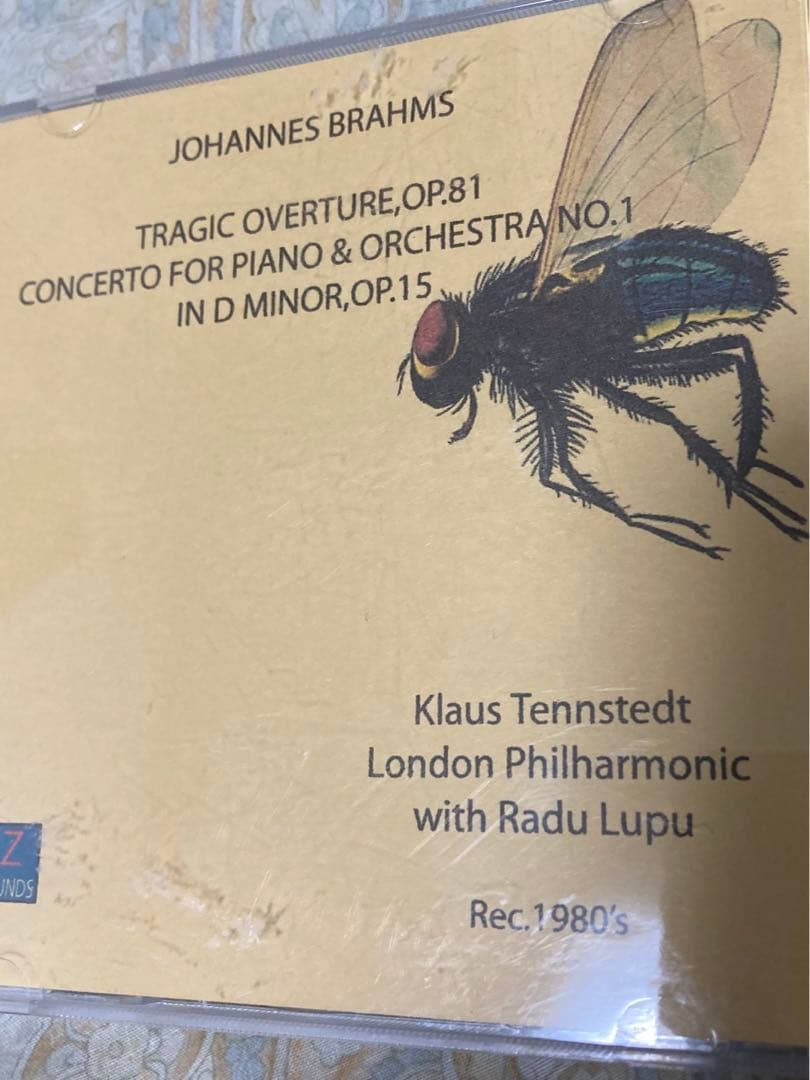 JOHANNES BRAHMS
TRAGIC OVERTURE,OP.81
CONCERTO FOR PIANO & ORCHESTRA NO.1
IN D MINOR,OP.15
Klaus Tennstedt
London Philharmonic
with Radu Lupu
Rec.1980's
Z
UNDS